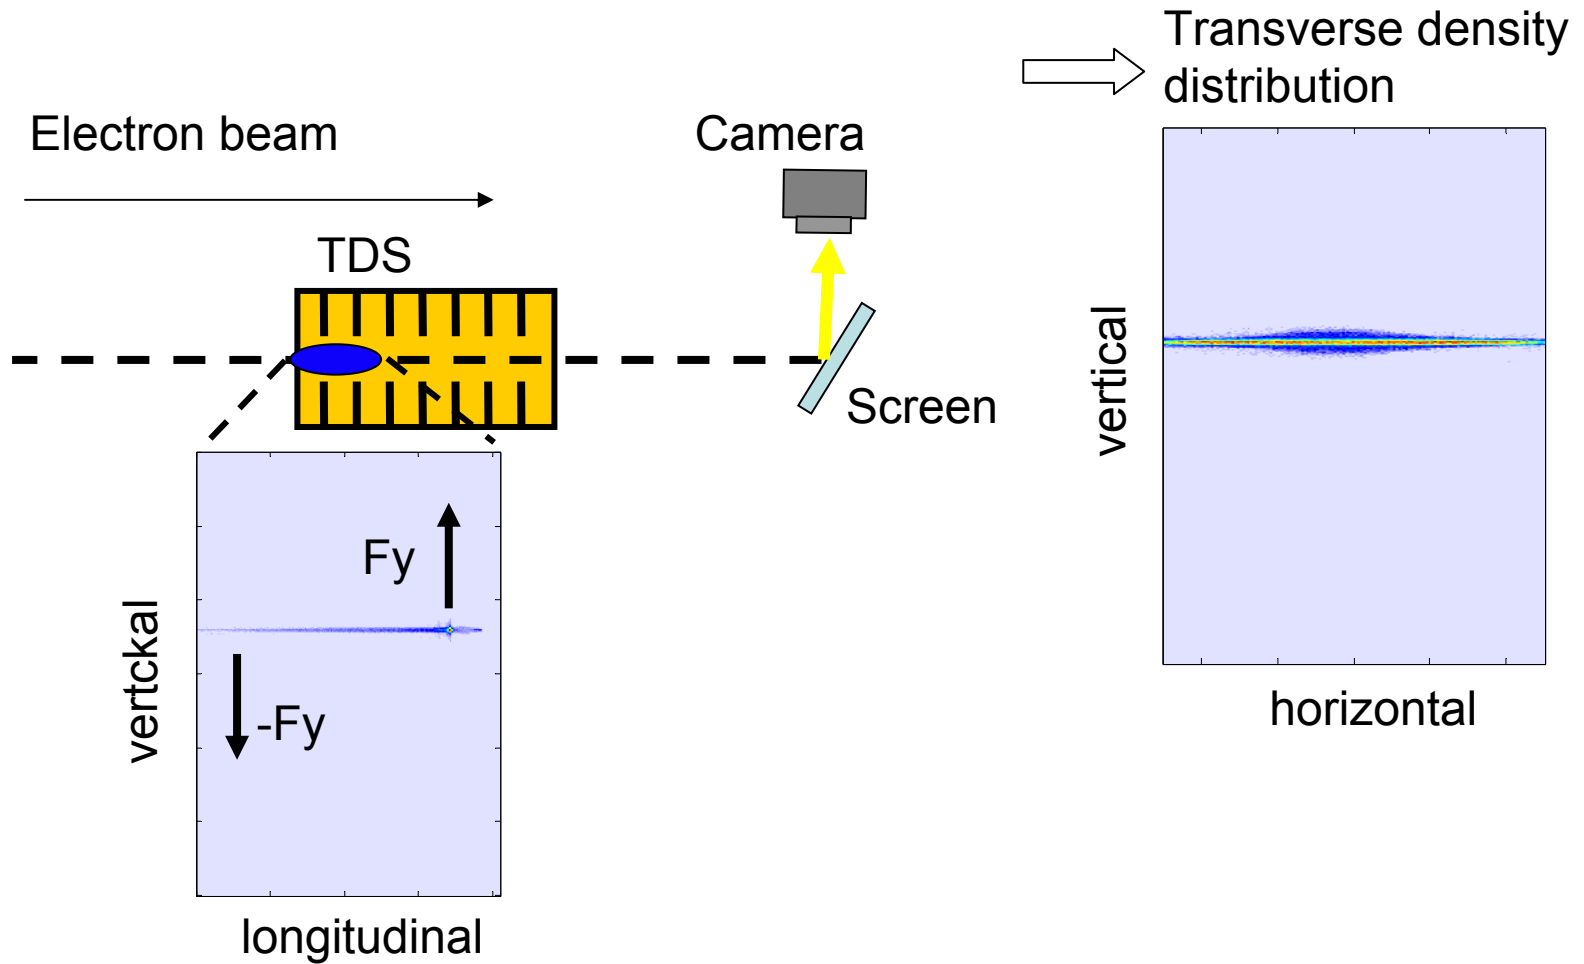 Transverse density
distribution
Electron beam
Camera
TDS
Screen
vertical
Fy
-Fy
vertckal
horizontal
longitudinal